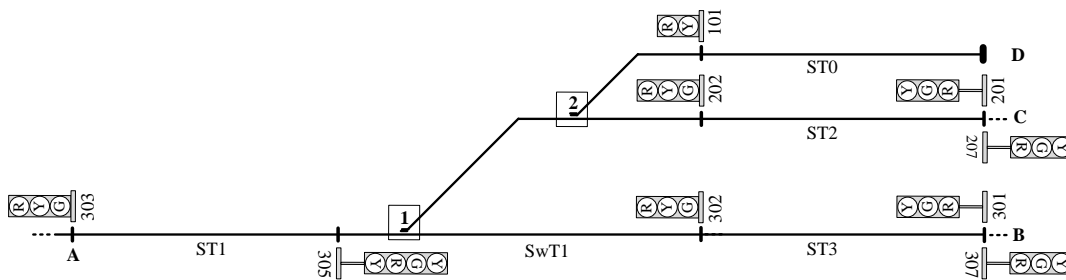 R Y
101
D
ST0
R Y G
202
Y G R
201
2
C
ST2
207
R G Y
303
R Y G
1
R Y G
302
Y G R
301
A
ST1
305
Y G R Y
SwT1
ST3
B
307
R G Y